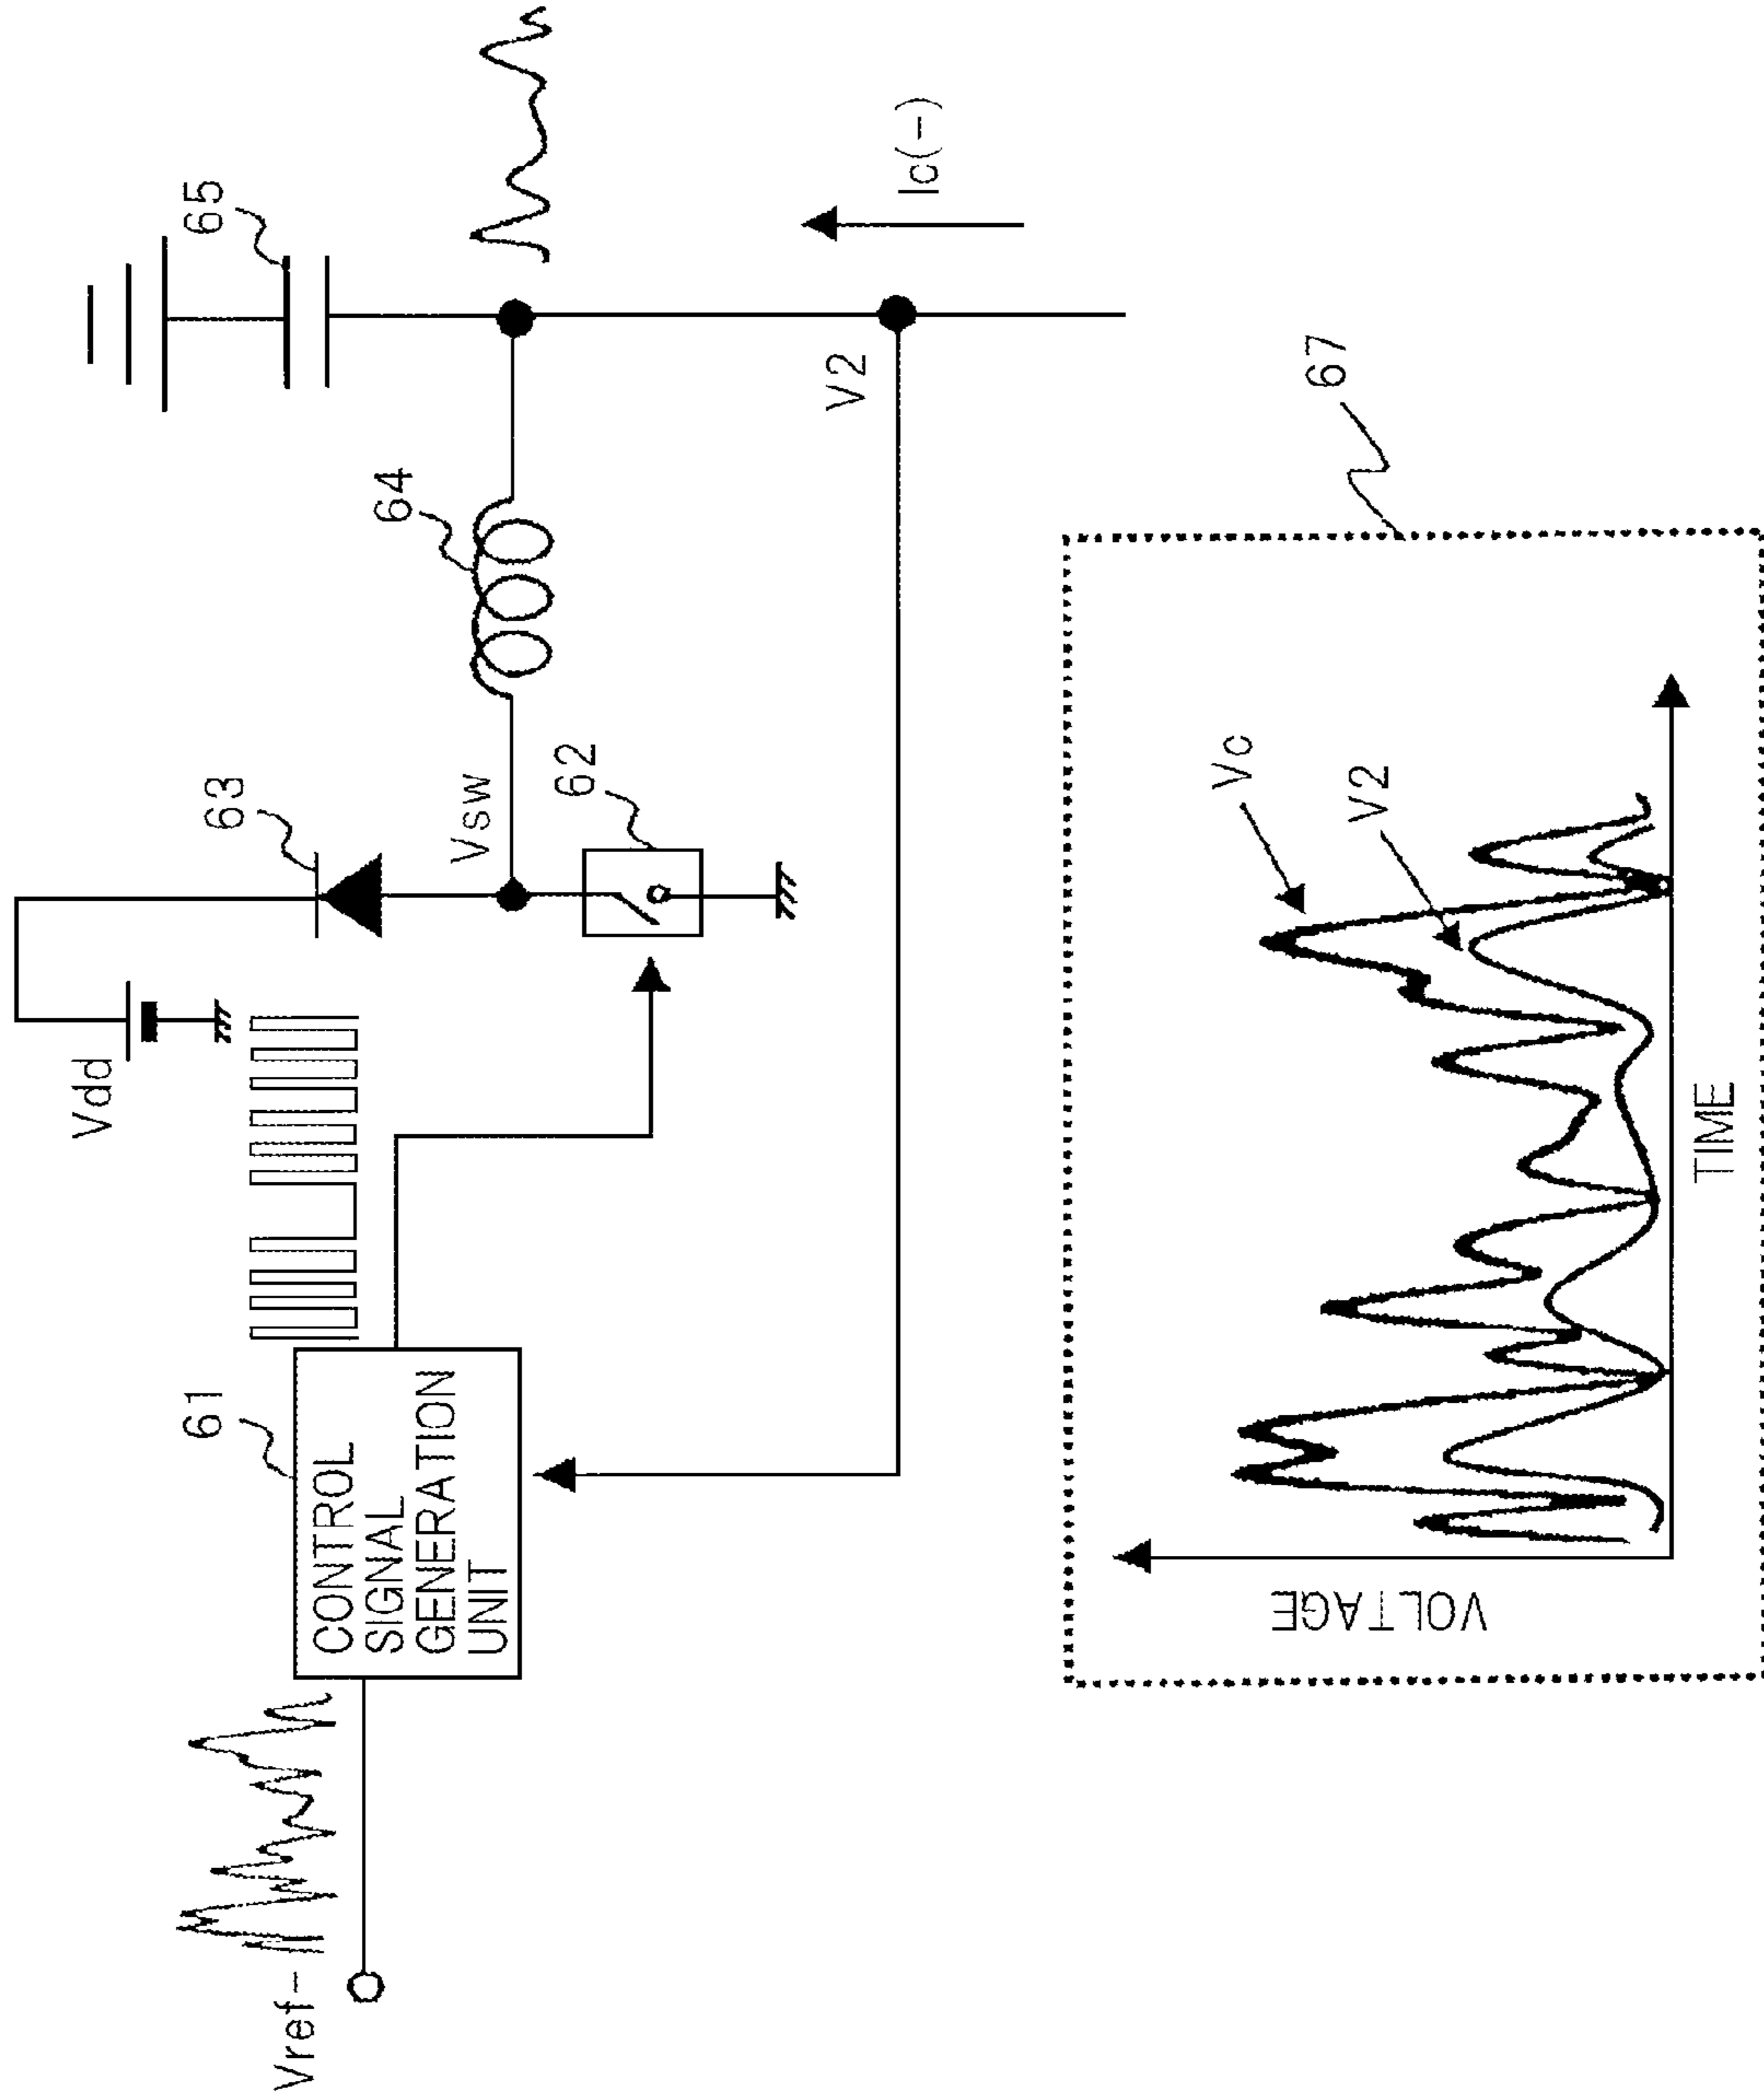 Vref-
61
CONTROL
SIGNAL
GENERATION
UNIT
Vdd
63
Vsw
62
64
65
V2
Ic(-)
67
VOLTAGE
TIME
Vc
V2